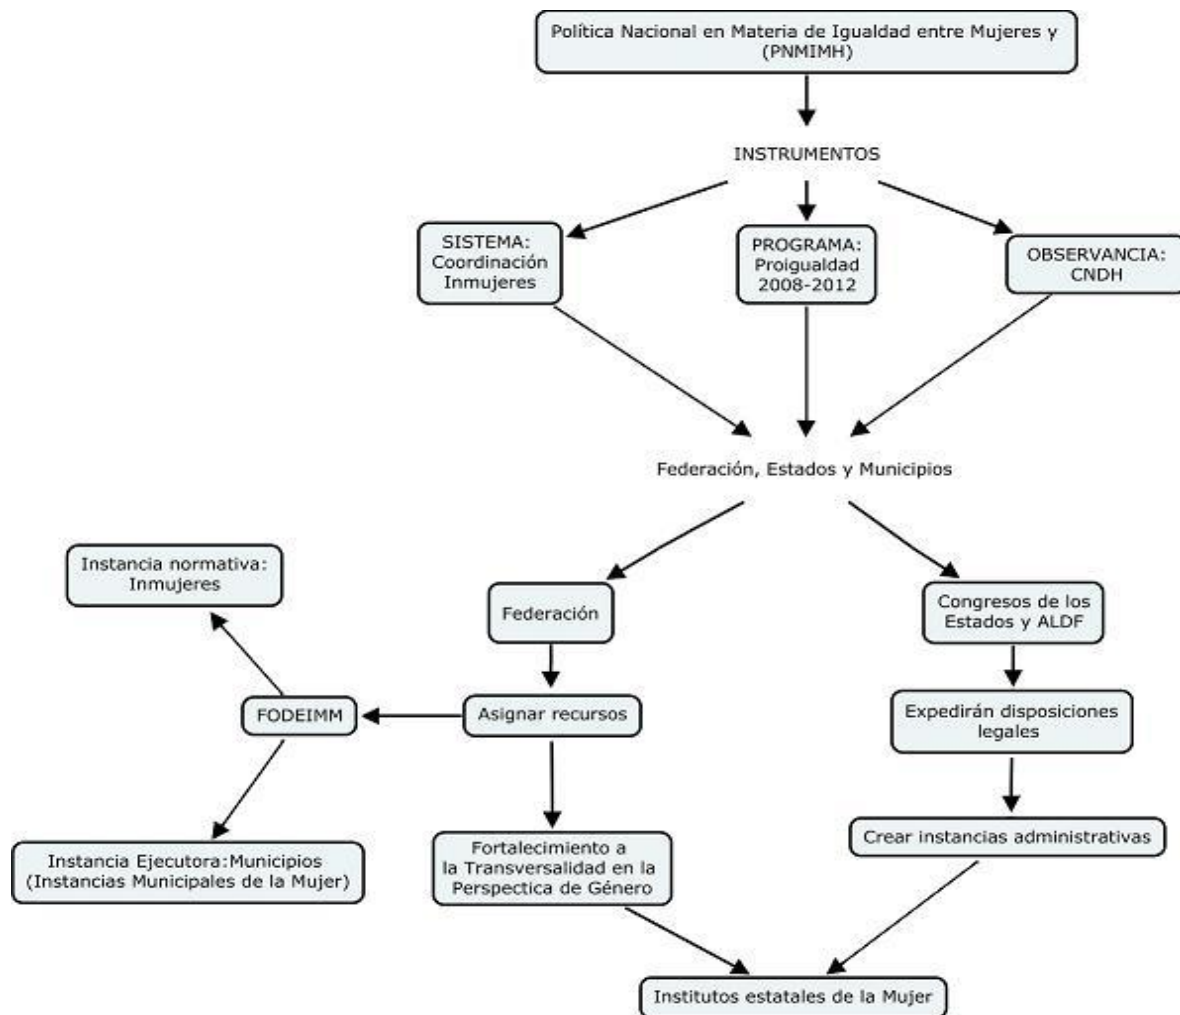 Política Nacional en Materia de Igualdad entre Mujeres y
(PNMIMH)
INSTRUMENTOS
SISTEMA:
Coordinación
Inmujeres
PROGRAMA:
Proigualdad
2008-2012
OBSERVANCIA:
CNDH
Federación, Estados y Municipios
Instancia normativa:
Inmujeres
Federación
Congresos de los
Estados y ALDF
FODEIMM
Asignar recursos
Expedirán disposiciones
legales
Instancia Ejecutora:Municipios
(Instancias Municipales de la Mujer)
Fortalecimiento a
la Transversalidad en la
Perspectica de Género
Crear instancias administrativas
Institutos estatales de la Mujer